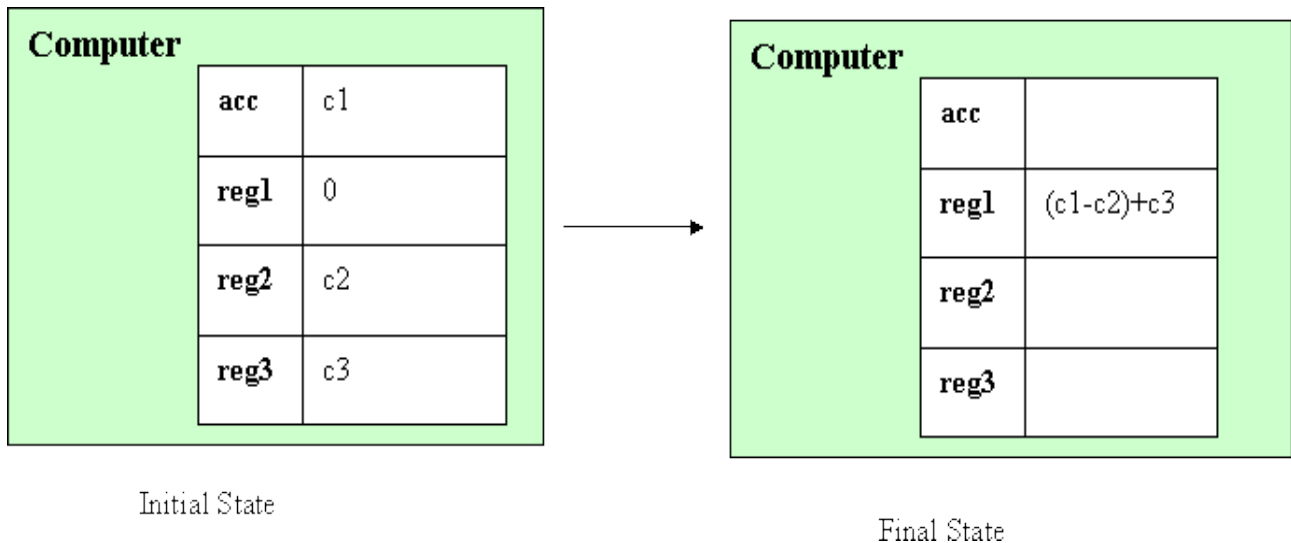 Computer
acc c1
reg1 0
reg2 c2
reg3 c3
Initial State
Computer
acc
reg1 (c1-c2)+c3
reg2
reg3
Final State